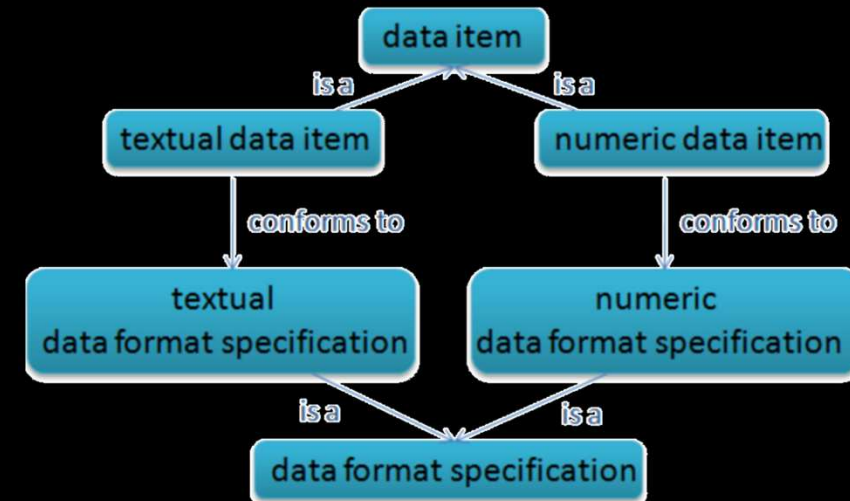 data item
is a
is a
textual data item
numeric data item
conforms to
conforms to
textual
data format specification
numeric
data format specification
is a
is a
data format specification